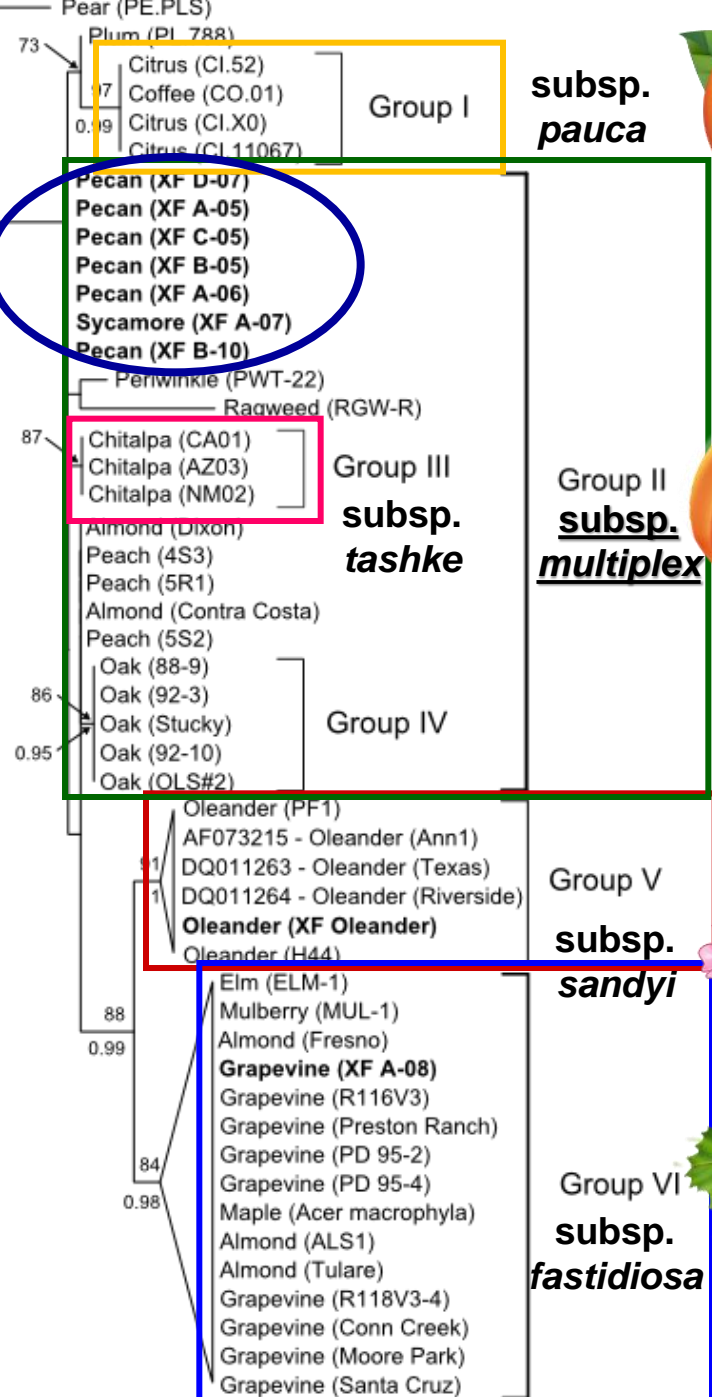 Pear (PE.PLS)
73
Plum (PL.788)
Citrus (CI.52)
97
Coffee (CO.01)
0.99
Citrus (CI.X0)
Citrus (CI.11067)
Group I
subsp.
pauca
Pecan (XF D-07)
Pecan (XF A-05)
Pecan (XF C-05)
Pecan (XF B-05)
Pecan (XF A-06)
Sycamore (XF A-07)
Pecan (XF B-10)
Periwinkle (PWT-22)
Ragweed (RGW-R)
87
Chitalpa (CA01)
Chitalpa (AZ03)
Chitalpa (NM02)
Group III
subsp.
tashke
Group II
subsp.
multiplex
Almond (Dixon)
Peach (4S3)
Peach (5R1)
Almond (Contra Costa)
Peach (5S2)
Oak (88-9)
86
Oak (92-3)
Oak (Stucky)
0.95
Oak (92-10)
Oak (OLS#2)
Group IV
Oleander (PF1)
AF073215 - Oleander (Ann1)
91
DQ011263 - Oleander (Texas)
1
DQ011264 - Oleander (Riverside)
Oleander (XF Oleander)
Oleander (H44)
Group V
subsp.
sandyi
88
0.99
Elm (ELM-1)
Mulberry (MUL-1)
Almond (Fresno)
Grapevine (XF A-08)
Grapevine (R116V3)
Grapevine (Preston Ranch)
Grapevine (PD 95-2)
84
Grapevine (PD 95-4)
0.98
Maple (Acer macrophyla)
Almond (ALS1)
Almond (Tulare)
Grapevine (R118V3-4)
Grapevine (Conn Creek)
Grapevine (Moore Park)
Grapevine (Santa Cruz)
Group VI
subsp.
fastidiosa